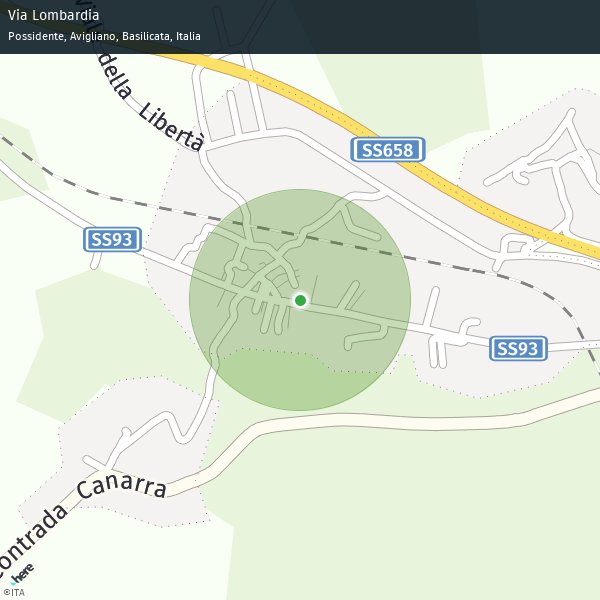 Via Lombardia
Possidente, Avigliano, Basilicata, Italia
della Libertà
SS658
SS93
SS93
Contrada Canarra
here
©ITA